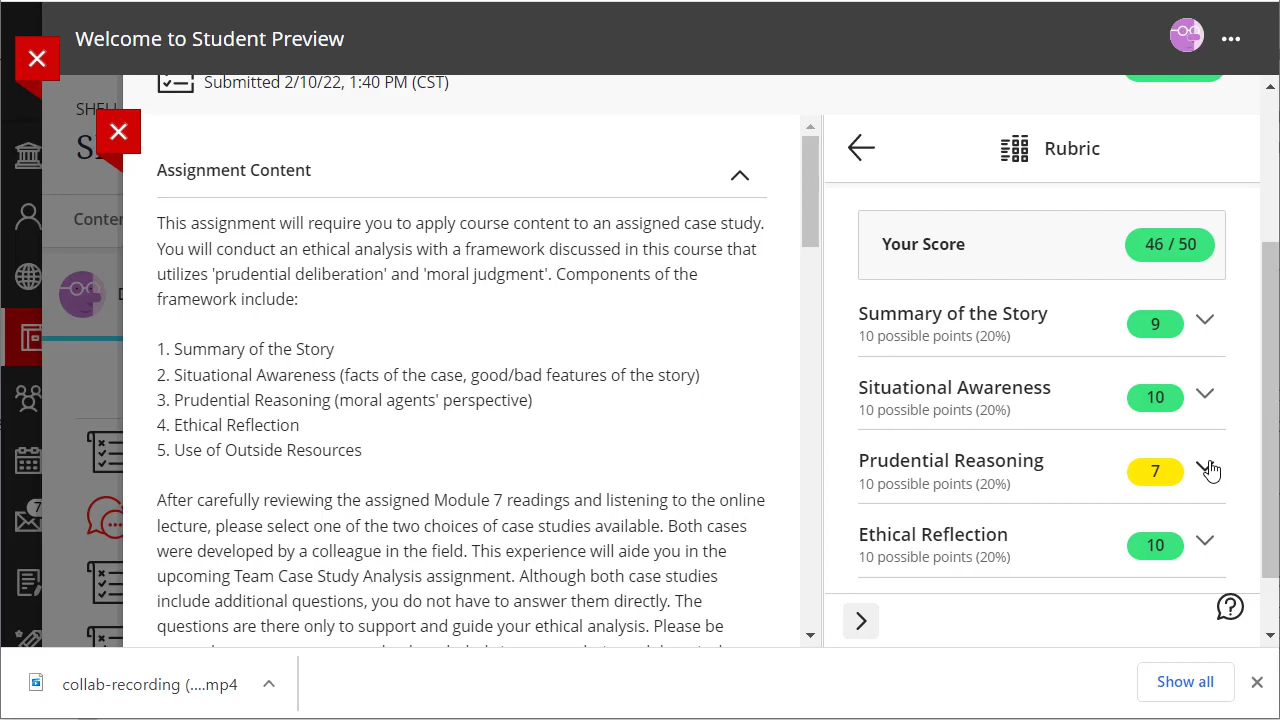 Welcome to Student Preview
Submitted 2/10/22, 1:40 PM (CST)
SHELL
S
Conten
D
7
Assignment Content
This assignment will require you to apply course content to an assigned case study.
You will conduct an ethical analysis with a framework discussed in this course that
utilizes 'prudential deliberation' and 'moral judgment'. Components of the
framework include:
1. Summary of the Story
2. Situational Awareness (facts of the case, good/bad features of the story)
3. Prudential Reasoning (moral agents' perspective)
4. Ethical Reflection
5. Use of Outside Resources
After carefully reviewing the assigned Module 7 readings and listening to the online
lecture, please select one of the two choices of case studies available. Both cases
were developed by a colleague in the field. This experience will aide you in the
upcoming Team Case Study Analysis assignment. Although both case studies
include additional questions, you do not have to answer them directly. The
questions are there only to support and guide your ethical analysis. Please be
Rubric
Your Score
46 / 50
Summary of the Story
10 possible points (20%)
9
Situational Awareness
10 possible points (20%)
10
Prudential Reasoning
10 possible points (20%)
7
Ethical Reflection
10 possible points (20%)
10
collab-recording (....mp4
Show all